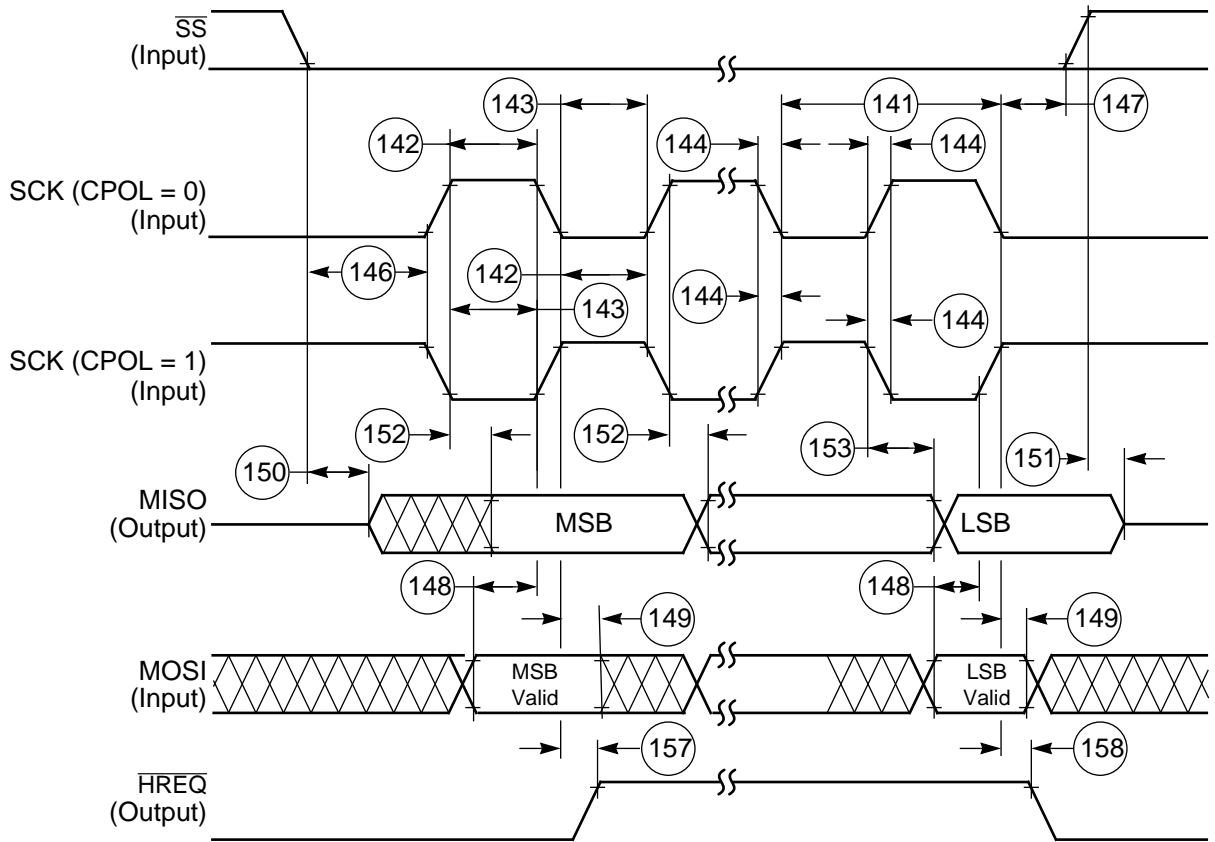 SS
(Input)
143
141
147
142
144
144
SCK (CPOL = 0)
(Input)
146
142
143
144
144
SCK (CPOL = 1)
(Input)
152
152
153
151
150
MISO
(Output)
MSB
LSB
148
148
149
149
MOSI
(Input)
MSB
Valid
LSB
Valid
157
158
HREQ
(Output)